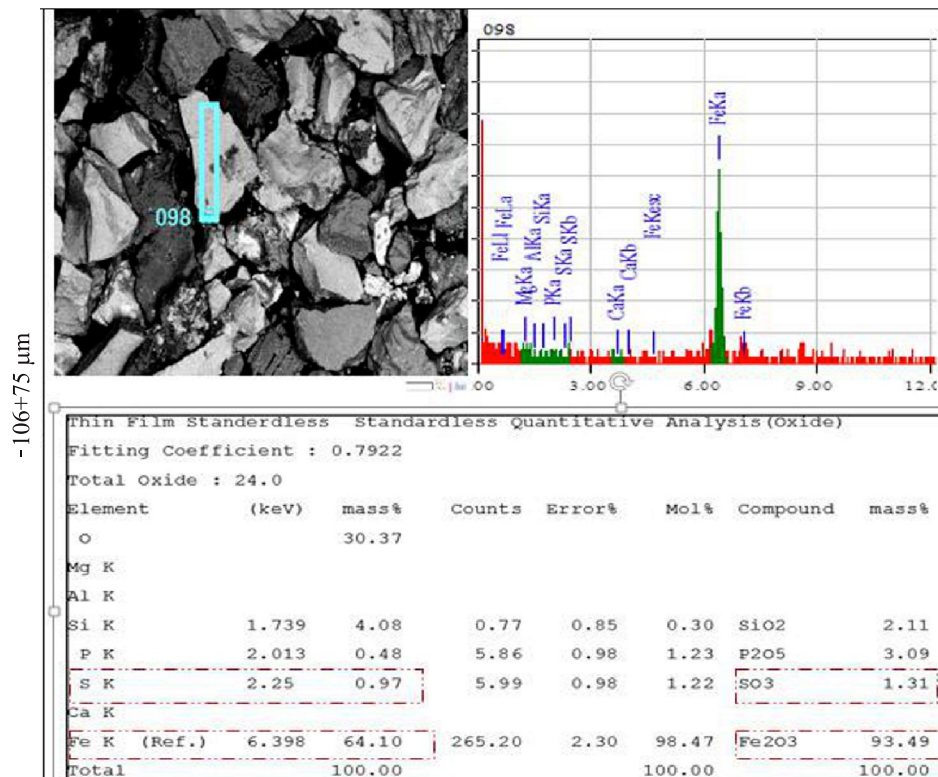 -106+75 µm
098
098
FeLl FeLa
MgKa
AlKa
SiKa
PKa
SKa
SKb
CaKa
CaKb
FeKesc
FeKa
FeKb
.00 3.00 6.00 9.00 12.0
Thin Film Standerdless Standardless Quantitative Analysis(Oxide)
Fitting Coefficient : 0.7922
Total Oxide : 24.0
Element (keV) mass% Counts Error% Mol% Compound mass%
O 30.37
Mg K
Al K
Si K 1.739 4.08 0.77 0.85 0.30 SiO2 2.11
P K 2.013 0.48 5.86 0.98 1.23 P2O5 3.09
S K 2.25 0.97 5.99 0.98 1.22 SO3 1.31
Ca K
Fe K (Ref.) 6.398 64.10 265.20 2.30 98.47 Fe2O3 93.49
Total 100.00 100.00 100.00